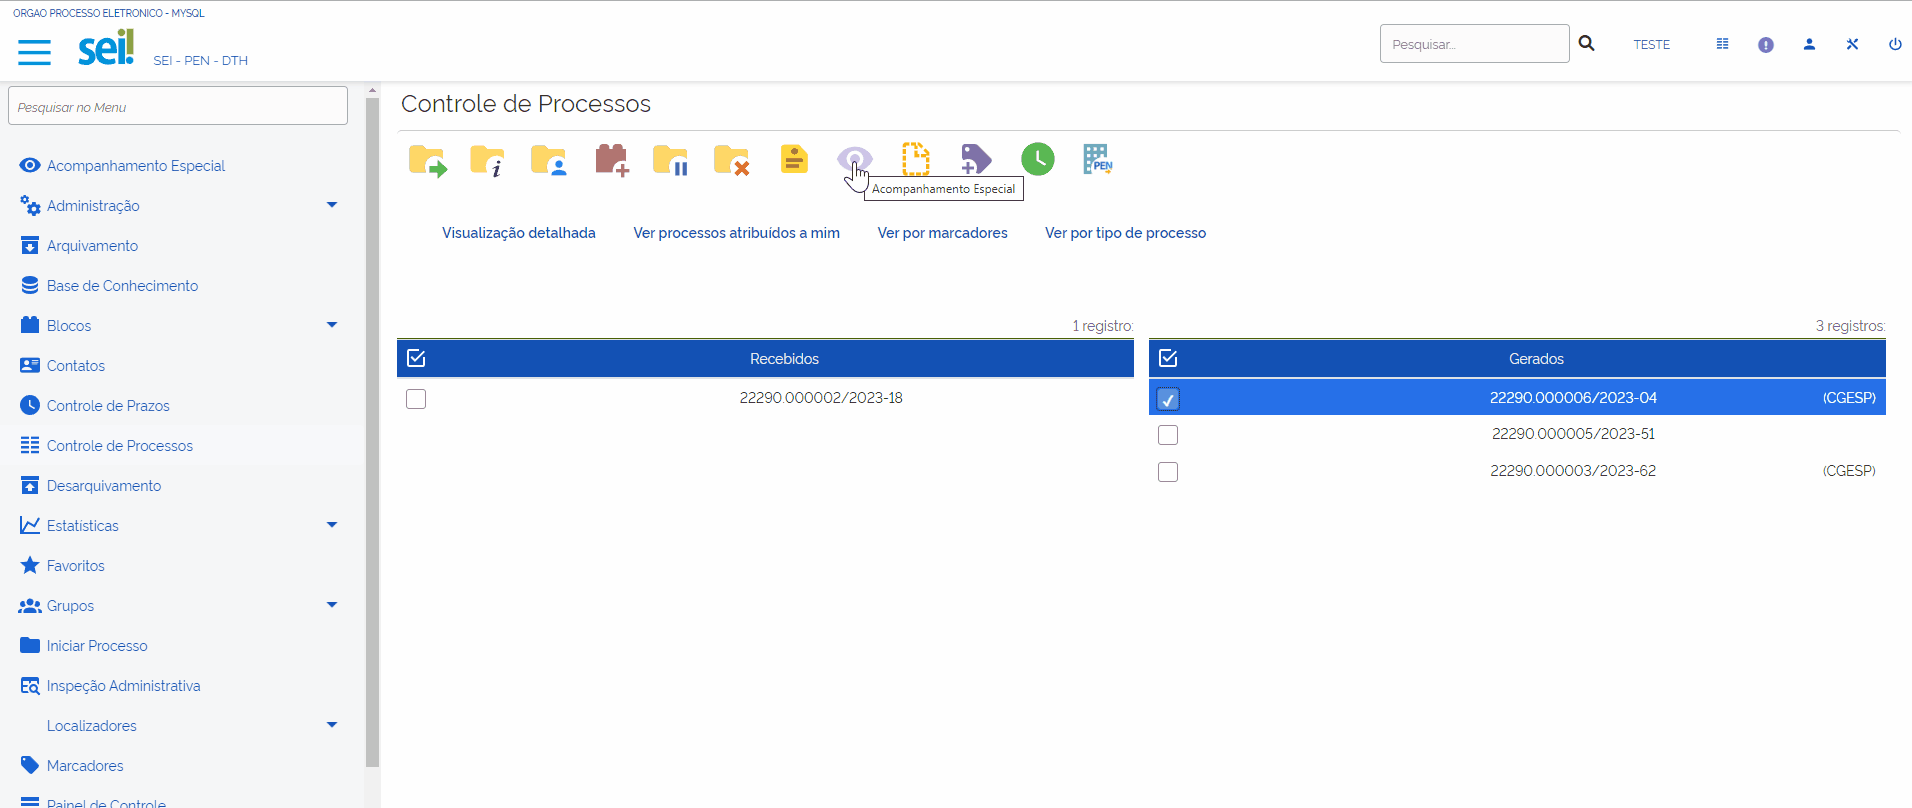 ORGAO PROCESSO ELETRONICO - MYSQL
sei!
SEI - PEN - DTH
Pesquisar...
TESTE
Pesquisar no Menu
Acompanhamento Especial
Administração
Arquivamento
Base de Conhecimento
Blocos
Contatos
Controle de Prazos
Controle de Processos
Desarquivamento
Estatísticas
Favoritos
Grupos
Iniciar Processo
Inspeção Administrativa
Localizadores
Marcadores
Painel de Controle
Controle de Processos
PEN
Acompanhamento Especial
Visualização detalhada
Ver processos atribuídos a mim
Ver por marcadores
Ver por tipo de processo
1 registro:
Recebidos
22290.000002/2023-18
3 registros:
Gerados
22290.000006/2023-04 (CGESP)
22290.000005/2023-51
22290.000003/2023-62 (CGESP)